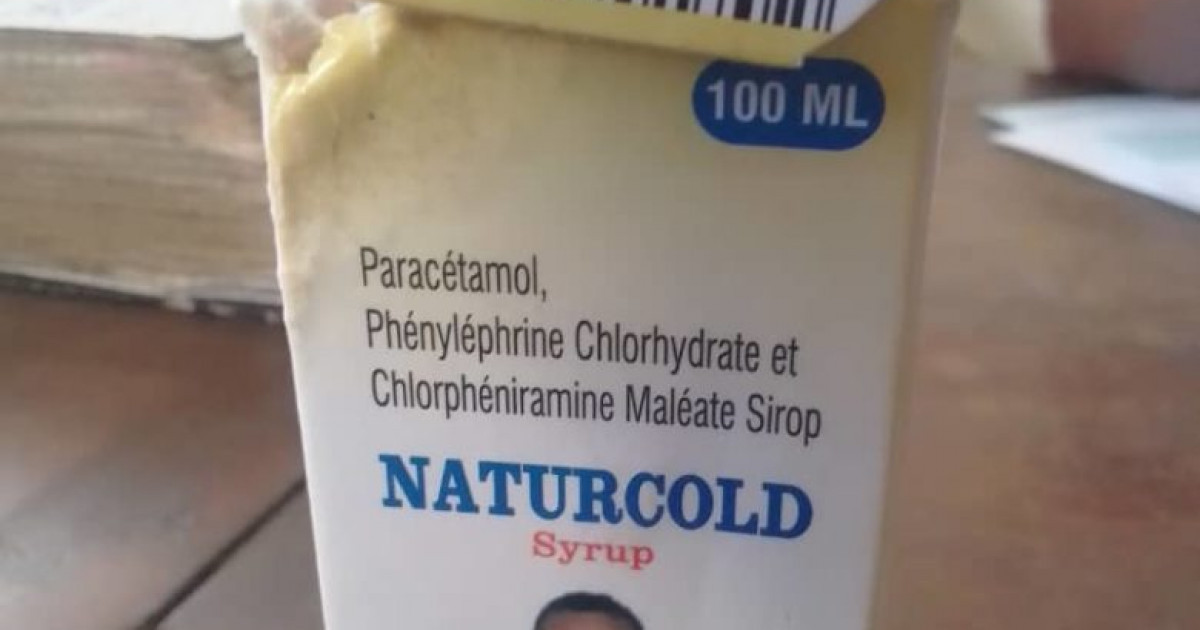 100 ML
Paracétamol,
Phényléphrine Chlorhydrate et
Chlorphéniramine Maléate Sirop
NATURCOLD
Syrup